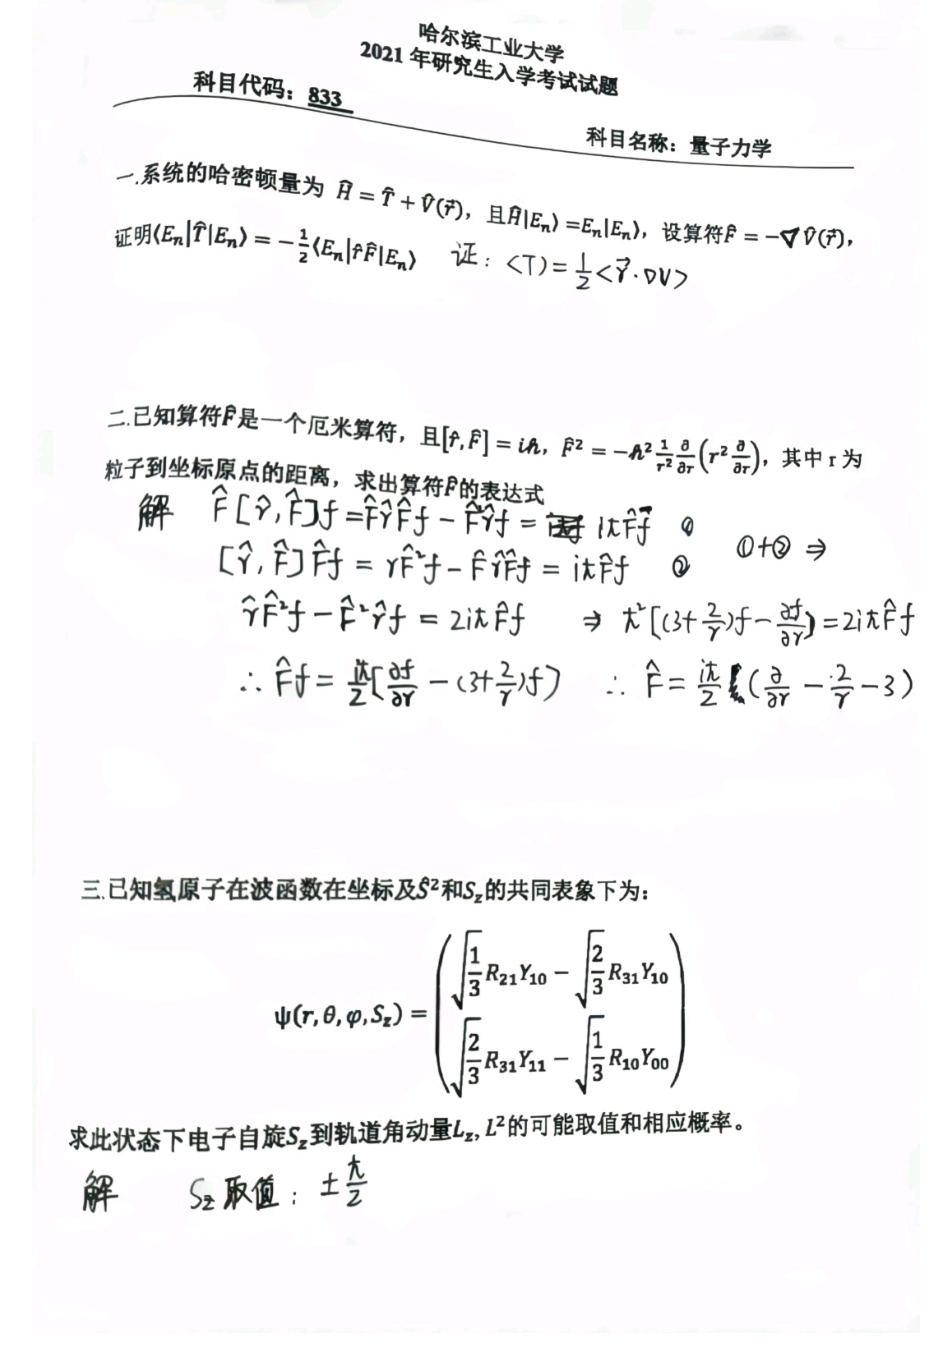 哈尔滨工业大学
2021 年研究生入学考试试题
科目代码：833
科目名称：量子力学
一.系统的哈密顿量为 Ĥ = T̂ + V̂(r⃗)，且Ĥ|Eₙ⟩ =Eₙ|Eₙ⟩，设算符F̂ = −∇V̂(r⃗)，
证明⟨Eₙ|T̂|Eₙ⟩ = −½⟨Eₙ|r̂F̂|Eₙ⟩ 证：<T> = ½<r⃗·∇V>
二.已知算符F̂是一个厄米算符，且[r̂, F̂] = iħ，F̂² = −ħ² 1/r² ∂/∂r (r² ∂/∂r)，其中 r 为
粒子到坐标原点的距离，求出算符F̂的表达式
解 F̂[r̂, F̂]f = F̂r̂F̂f − F̂²r̂f = iħF̂f ①
[r̂, F̂]F̂f = rF̂²f − F̂r̂F̂f = iħF̂f ② ①+② ⇒
r̂F̂²f − F̂²r̂f = 2iħF̂f ⇒ ħ²[(3+2/r)f − ∂f/∂r] = 2iħF̂f
∴ F̂f = iħ/2 [∂f/∂r − (3+2/r)f] ∴ F̂ = iħ/2 (∂/∂r − 2/r − 3)
三.已知氢原子在波函数在坐标及Ŝ²和S_z的共同表象下为：
ψ(r, θ, φ, S_z) = ( √(1/3) R₂₁Y₁₀ − √(2/3) R₃₁Y₁₀
√(2/3) R₃₁Y₁₁ − √(1/3) R₁₀Y₀₀ )
求此状态下电子自旋S_z到轨道角动量L_z, L²的可能取值和相应概率。
解 S_z 取值：± ħ/2